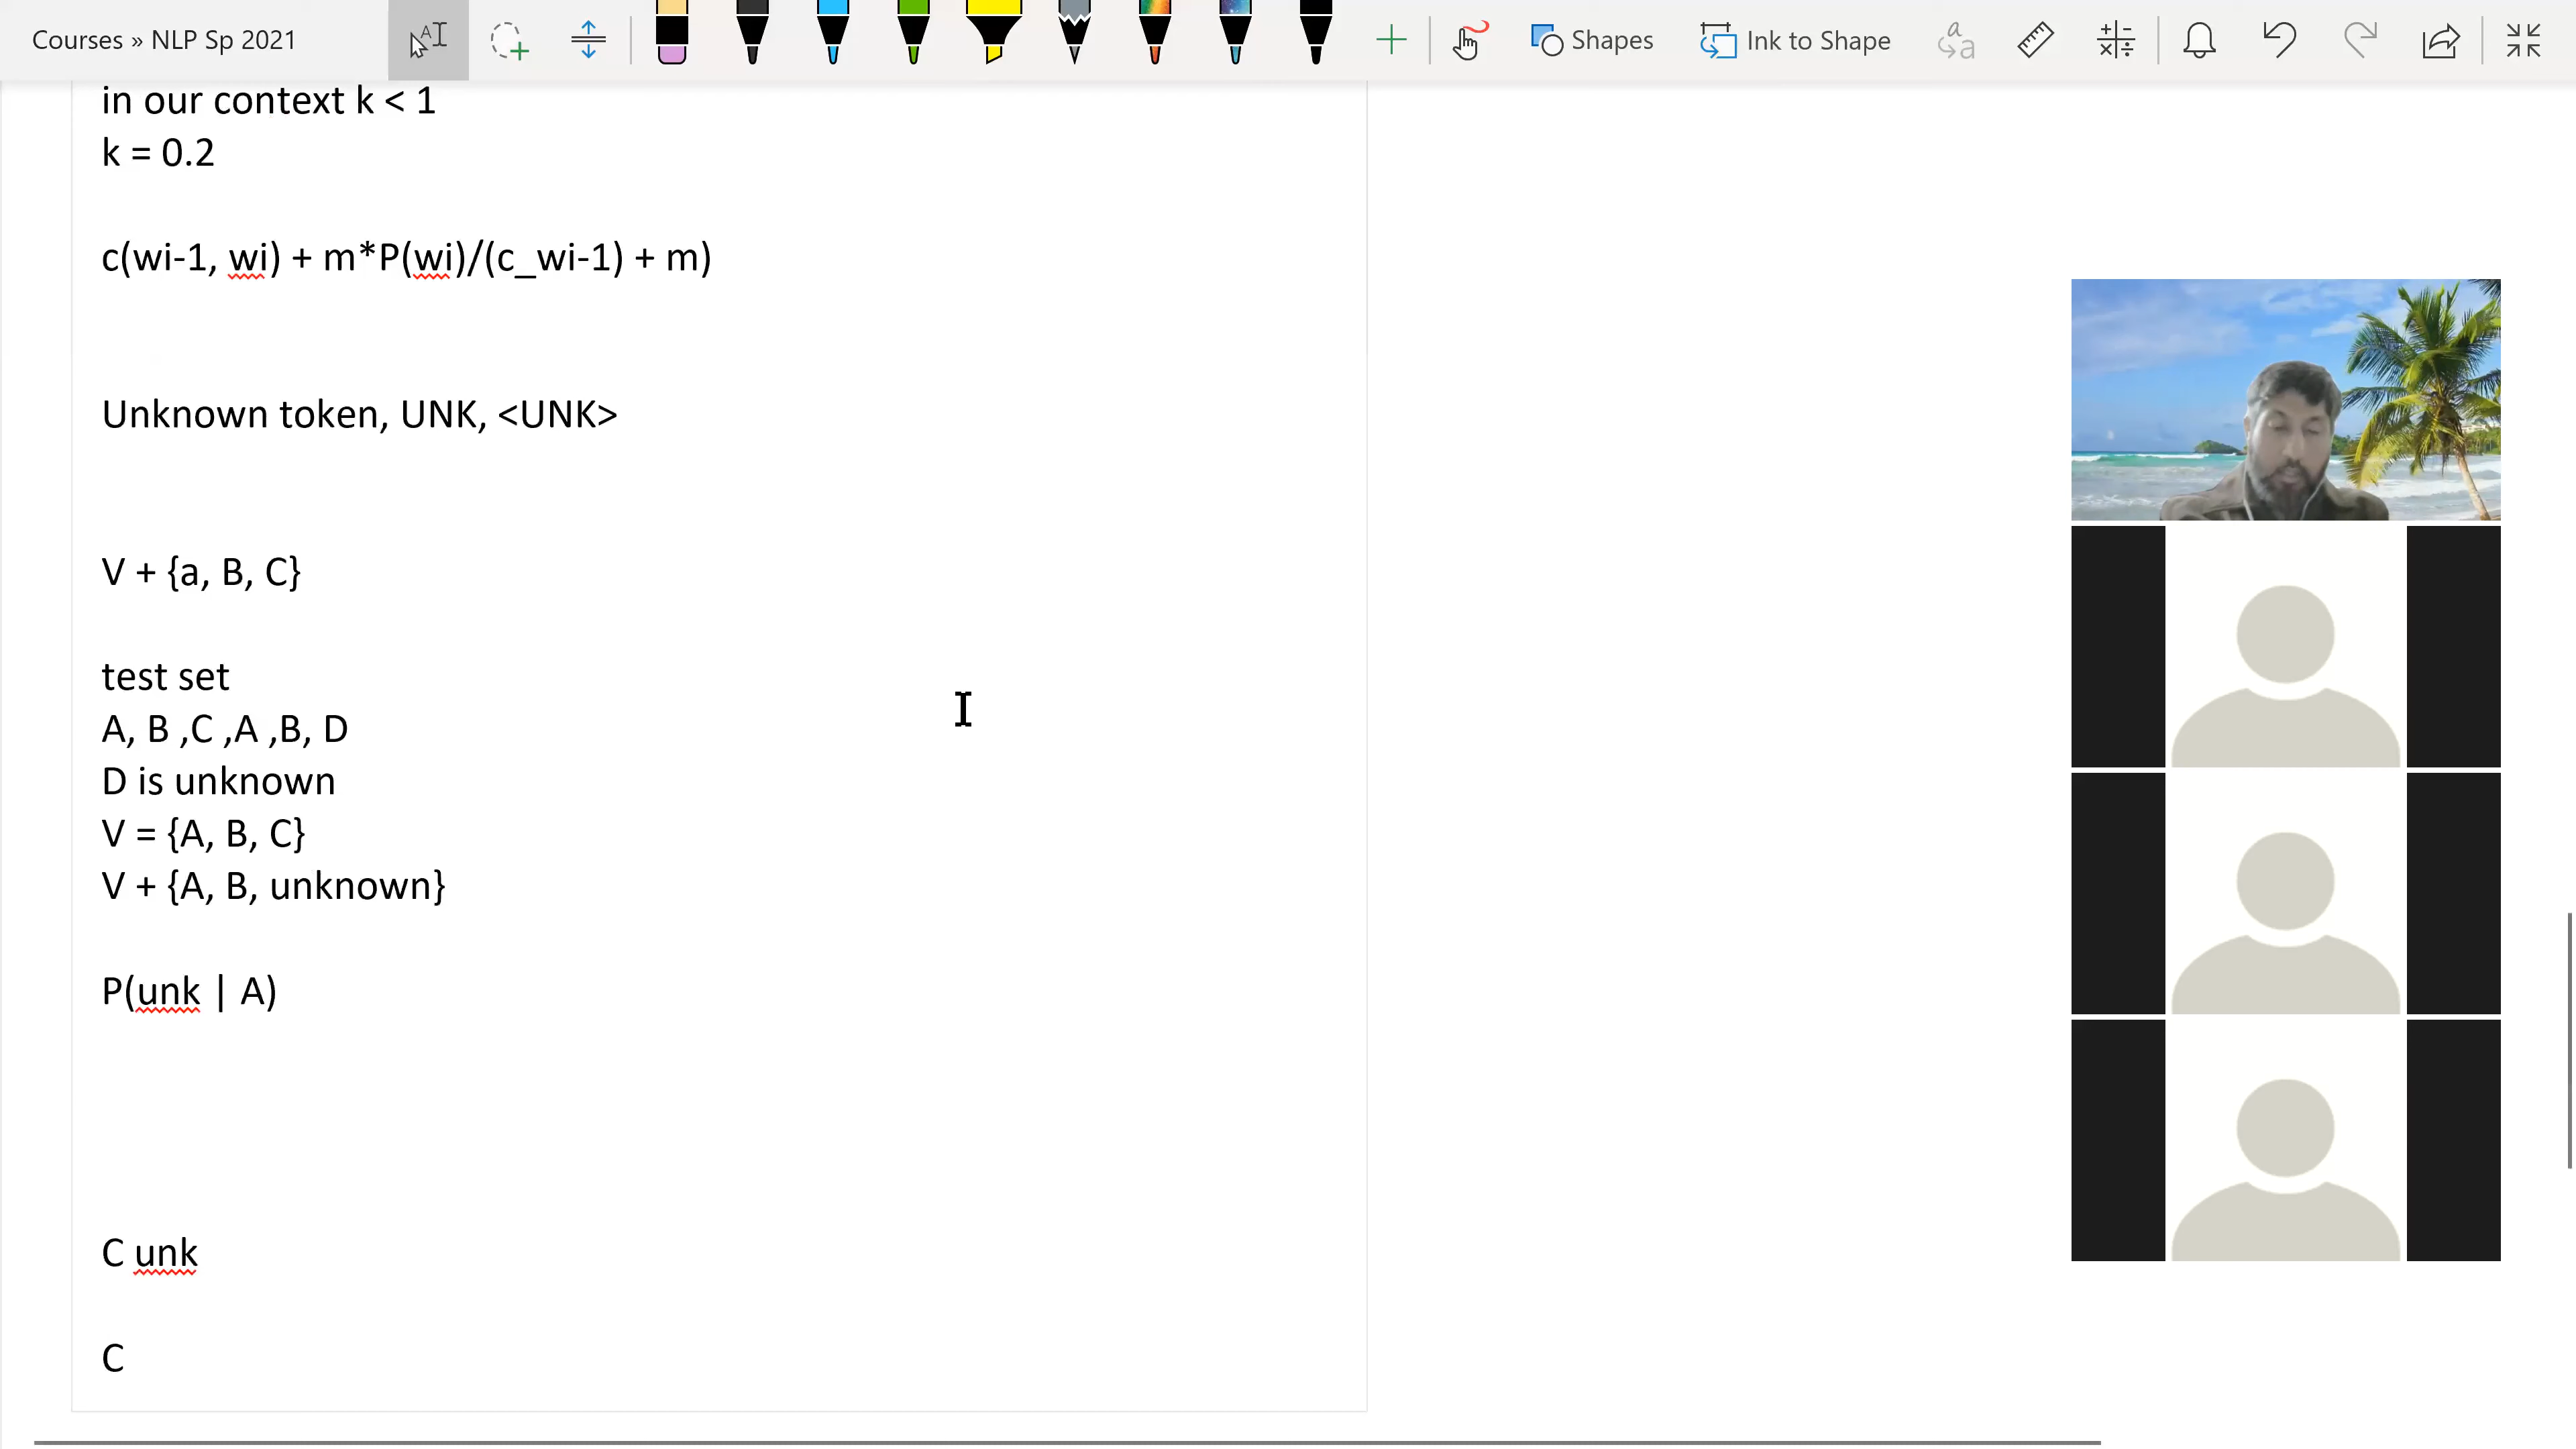 Courses » NLP Sp 2021
Shapes
Ink to Shape
in our context k < 1
k = 0.2
c(wi-1, wi) + m*P(wi)/(c_wi-1) + m)
Unknown token, UNK, <UNK>
V + {a, B, C}
test set
A, B ,C ,A ,B, D
D is unknown
V = {A, B, C}
V + {A, B, unknown}
P(unk | A)
C unk
C